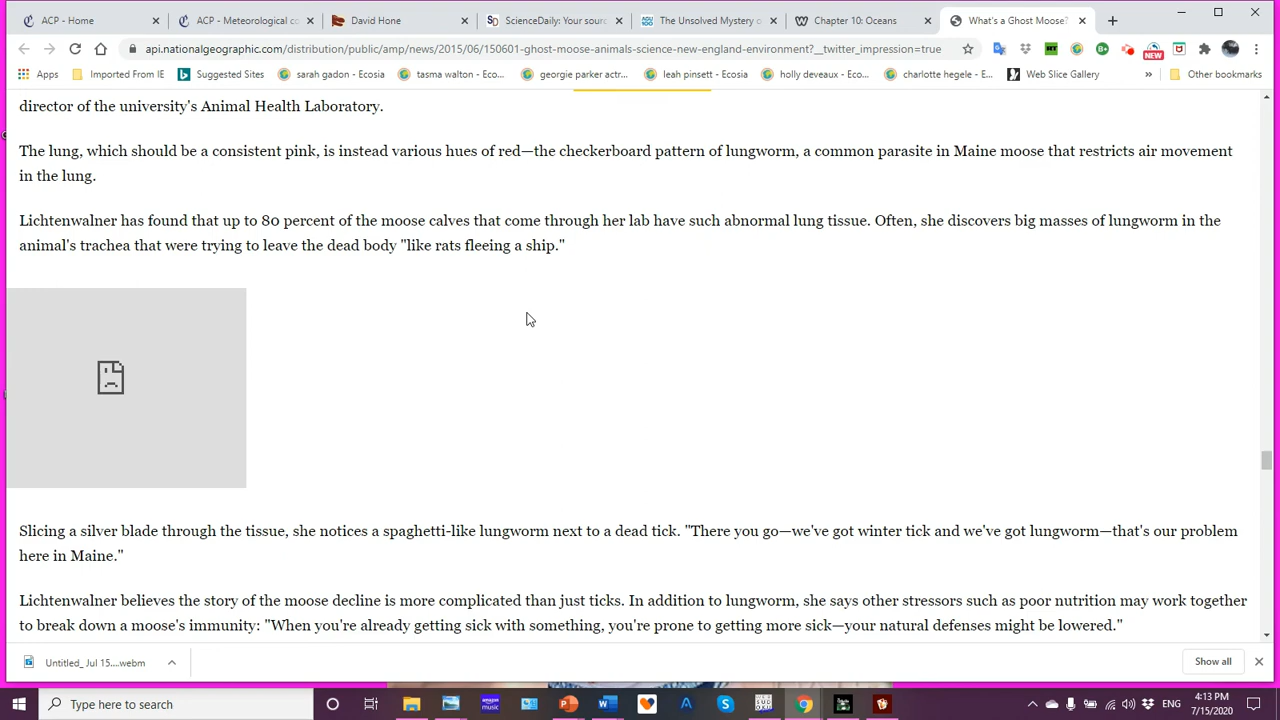 ACP - Home
ACP - Meteorological co
David Hone
ScienceDaily: Your sour
The Unsolved Mystery o
Chapter 10: Oceans
What's a Ghost Moose?
api.nationalgeographic.com/distribution/public/amp/news/2015/06/150601-ghost-moose-animals-science-new-england-environment?__twitter_impression=true
Apps
Imported From IE
Suggested Sites
sarah gadon - Ecosia
tasma walton - Eco...
georgie parker actr...
leah pinsett - Ecosia
holly deveaux - Eco...
charlotte hegele - E...
Web Slice Gallery
Other bookmarks
director of the university's Animal Health Laboratory.
The lung, which should be a consistent pink, is instead various hues of red—the checkerboard pattern of lungworm, a common parasite in Maine moose that restricts air movement
in the lung.
Lichtenwalner has found that up to 80 percent of the moose calves that come through her lab have such abnormal lung tissue. Often, she discovers big masses of lungworm in the
animal's trachea that were trying to leave the dead body "like rats fleeing a ship."
Slicing a silver blade through the tissue, she notices a spaghetti-like lungworm next to a dead tick. "There you go—we've got winter tick and we've got lungworm—that's our problem
here in Maine."
Lichtenwalner believes the story of the moose decline is more complicated than just ticks. In addition to lungworm, she says other stressors such as poor nutrition may work together
to break down a moose's immunity: "When you're already getting sick with something, you're prone to getting more sick—your natural defenses might be lowered."
Untitled_ Jul 15....webm
Show all
Type here to search
ENG
4:13 PM
7/15/2020